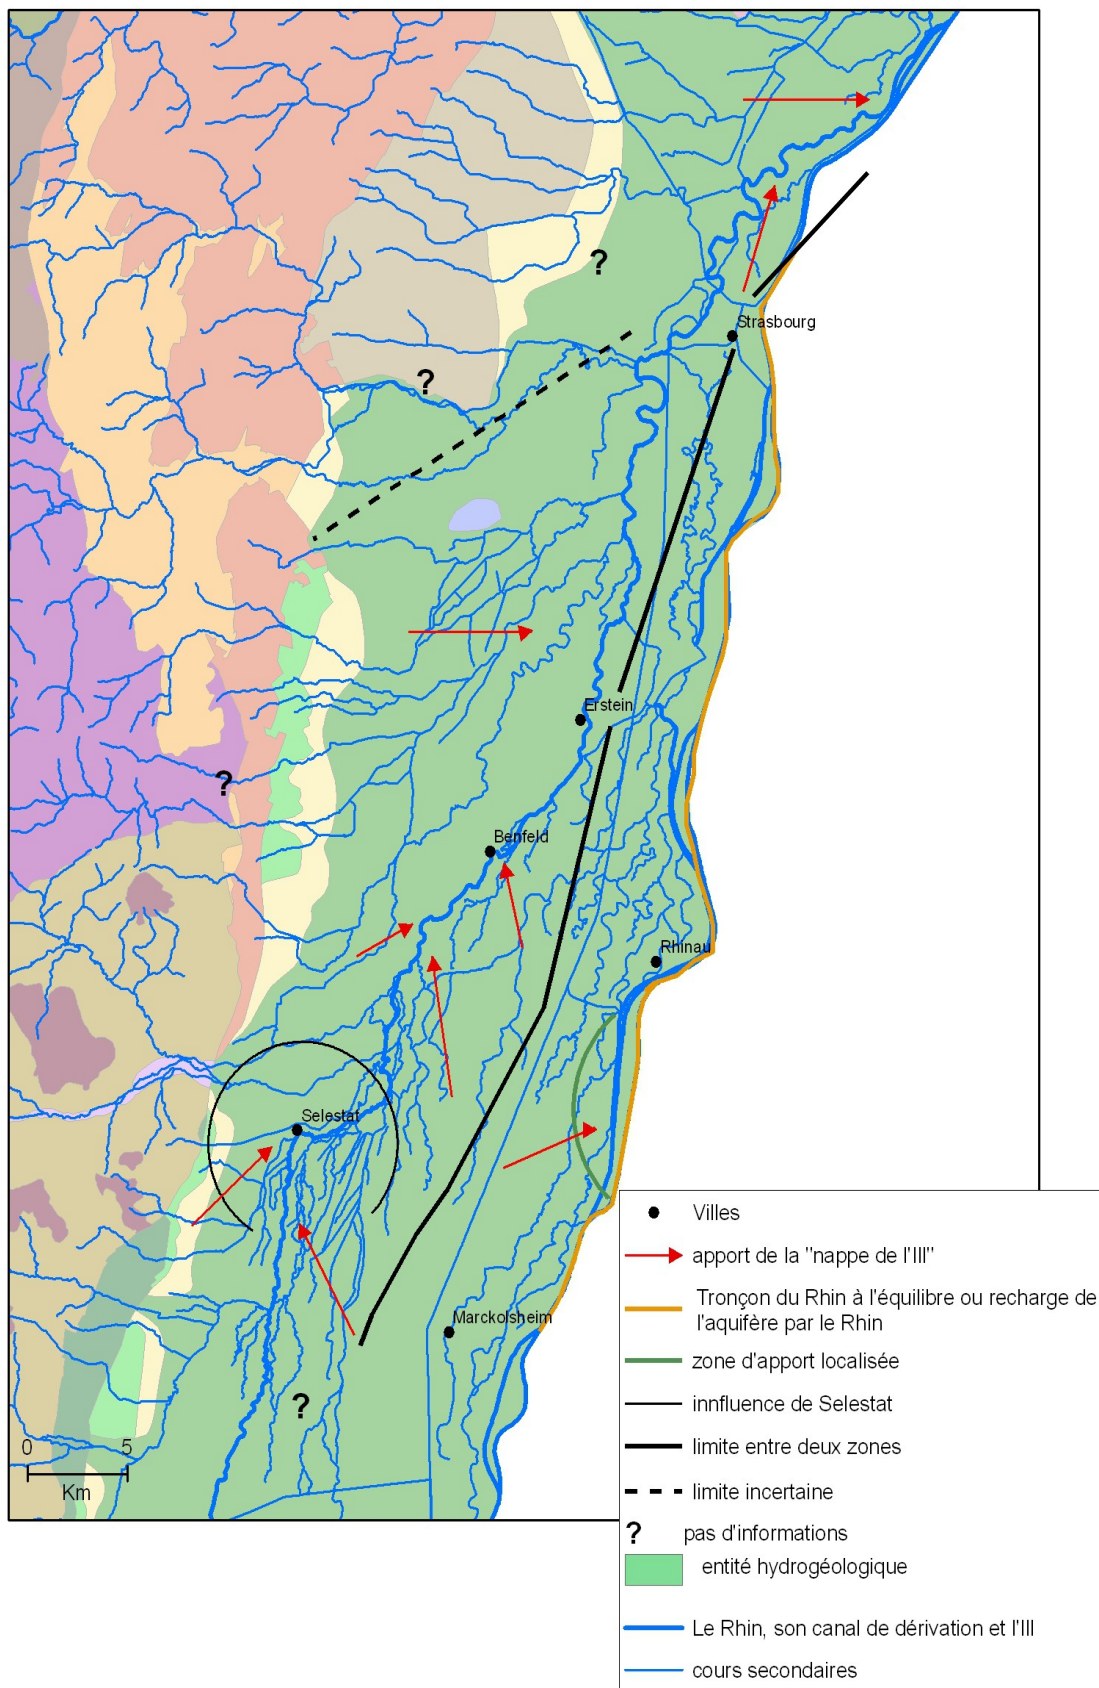 ?
Strasbourg
?
Erstein
?
Benfeld
Rhinau
Selestat
Marckolsheim
?
0 5
Km
Villes
apport de la "nappe de l'Ill"
Tronçon du Rhin à l'équilibre ou recharge de
l'aquifère par le Rhin
zone d'apport localisée
innfluence de Selestat
limite entre deux zones
limite incertaine
? pas d'informations
entité hydrogéologique
Le Rhin, son canal de dérivation et l'Ill
cours secondaires